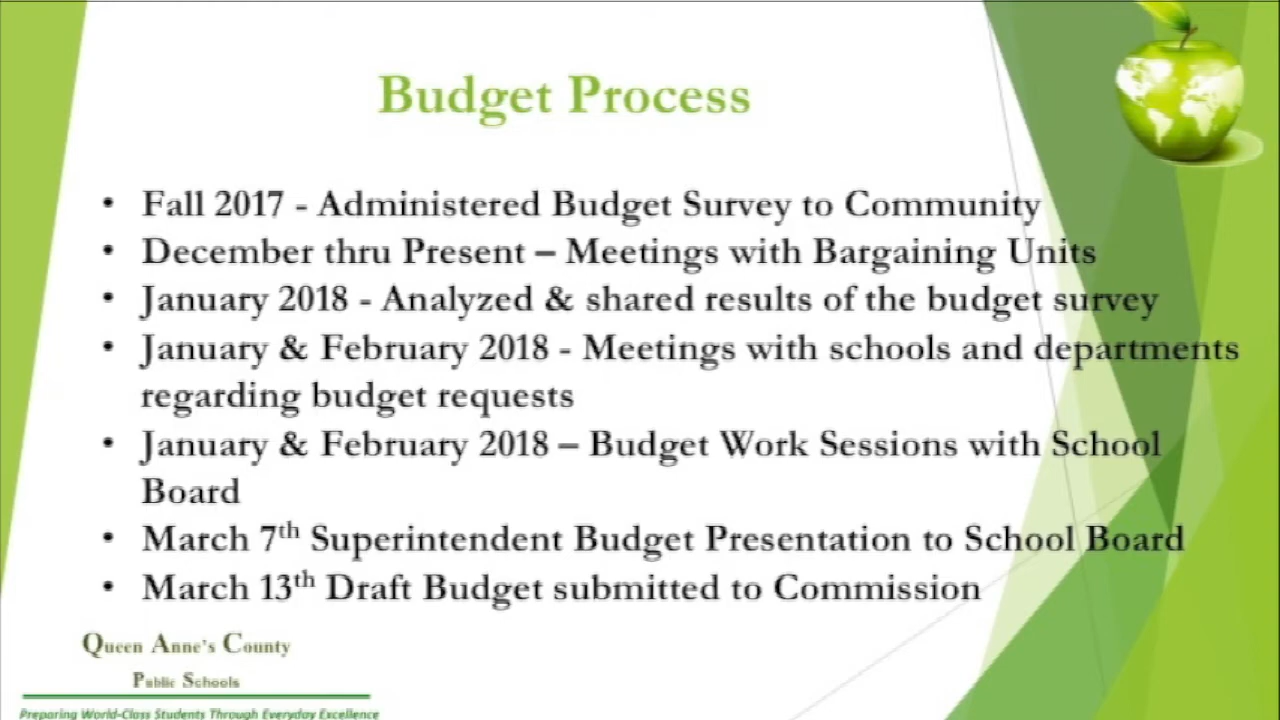 Budget Process
• Fall 2017 - Administered Budget Survey to Community
• December thru Present – Meetings with Bargaining Units
• January 2018 - Analyzed & shared results of the budget survey
• January & February 2018 - Meetings with schools and departments
regarding budget requests
• January & February 2018 – Budget Work Sessions with School
Board
• March 7th Superintendent Budget Presentation to School Board
• March 13th Draft Budget submitted to Commission
Queen Anne's County
Public Schools
Preparing World-Class Students Through Everyday Excellence